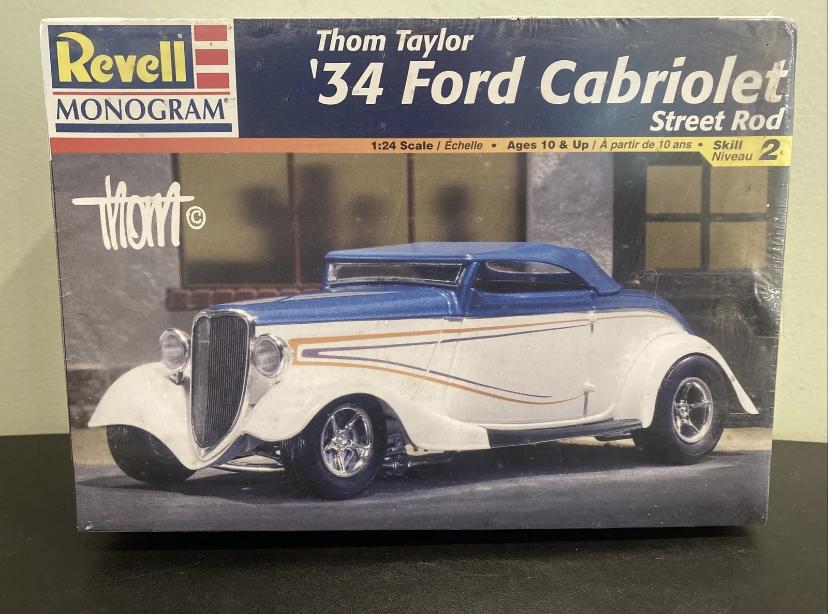 Revell
MONOGRAM®
Thom Taylor
'34 Ford Cabriolet
Street Rod
1:24 Scale / Échelle • Ages 10 & Up / À partir de 10 ans • Skill Niveau 2
Thom ©